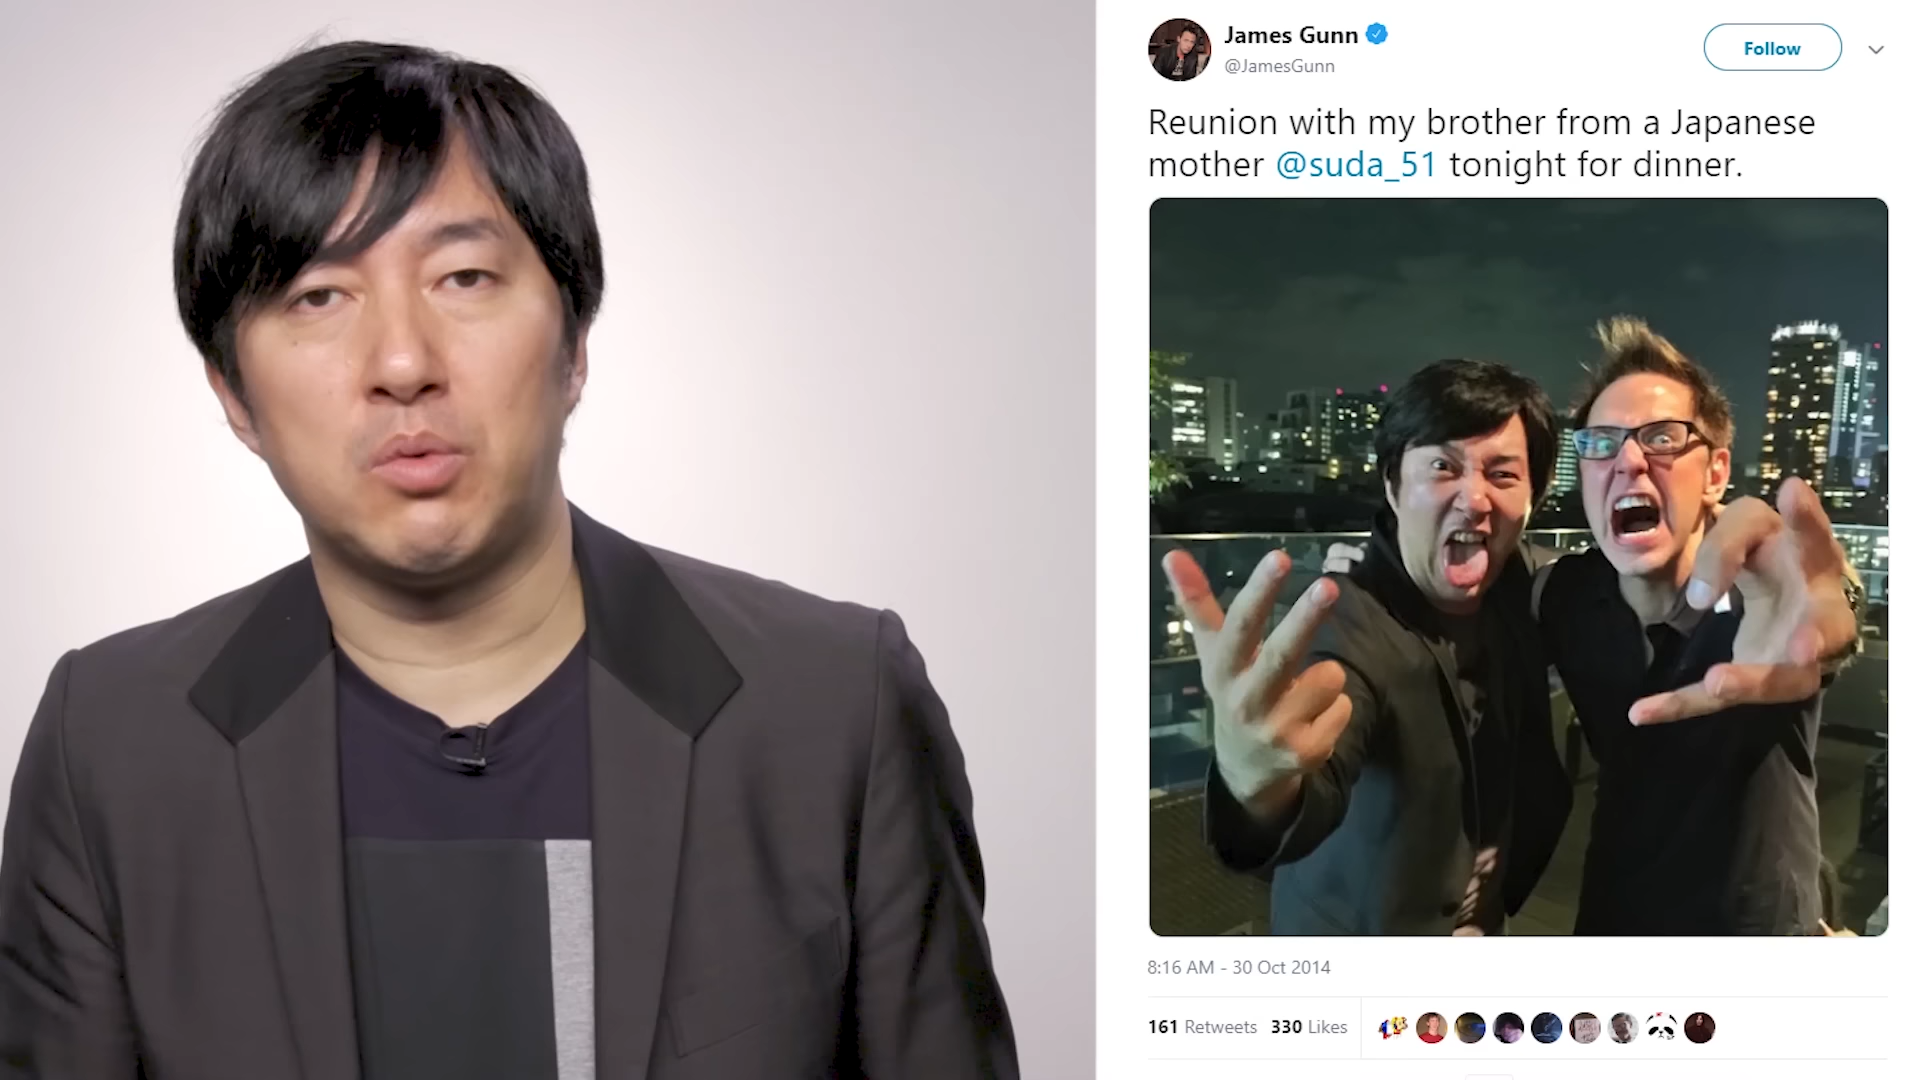 James Gunn
@JamesGunn
Follow
Reunion with my brother from a Japanese
mother @suda_51 tonight for dinner.
8:16 AM - 30 Oct 2014
161 Retweets 330 Likes